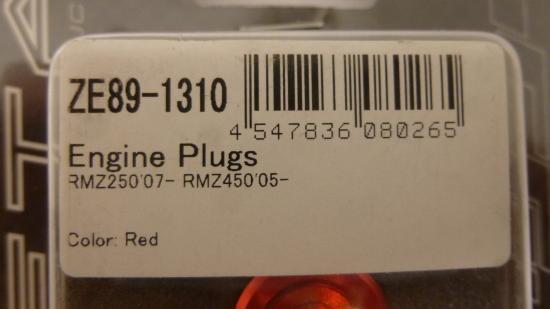 ZE89-1310
4 547836 080265
Engine Plugs
RMZ250'07- RMZ450'05-
Color: Red